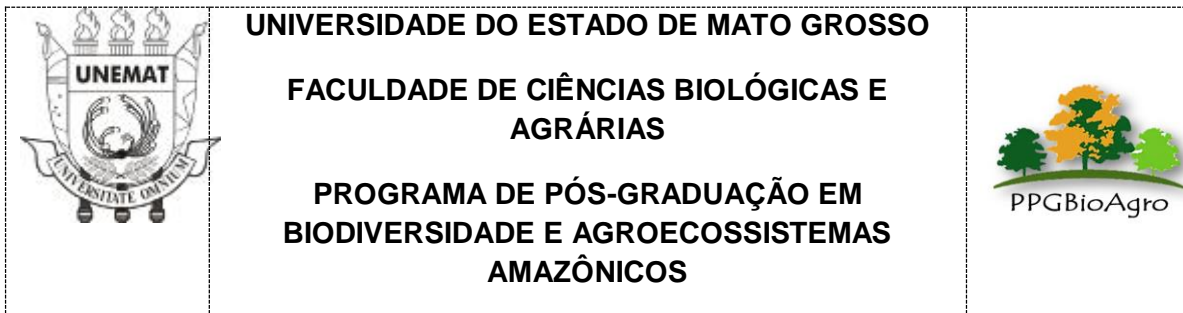 UNEMAT
UNIVERSITATE OMNIUM
UNIVERSIDADE DO ESTADO DE MATO GROSSO
FACULDADE DE CIÊNCIAS BIOLÓGICAS E
AGRÁRIAS
PROGRAMA DE PÓS-GRADUAÇÃO EM
BIODIVERSIDADE E AGROECOSSISTEMAS
AMAZÔNICOS
PPGBioAgro